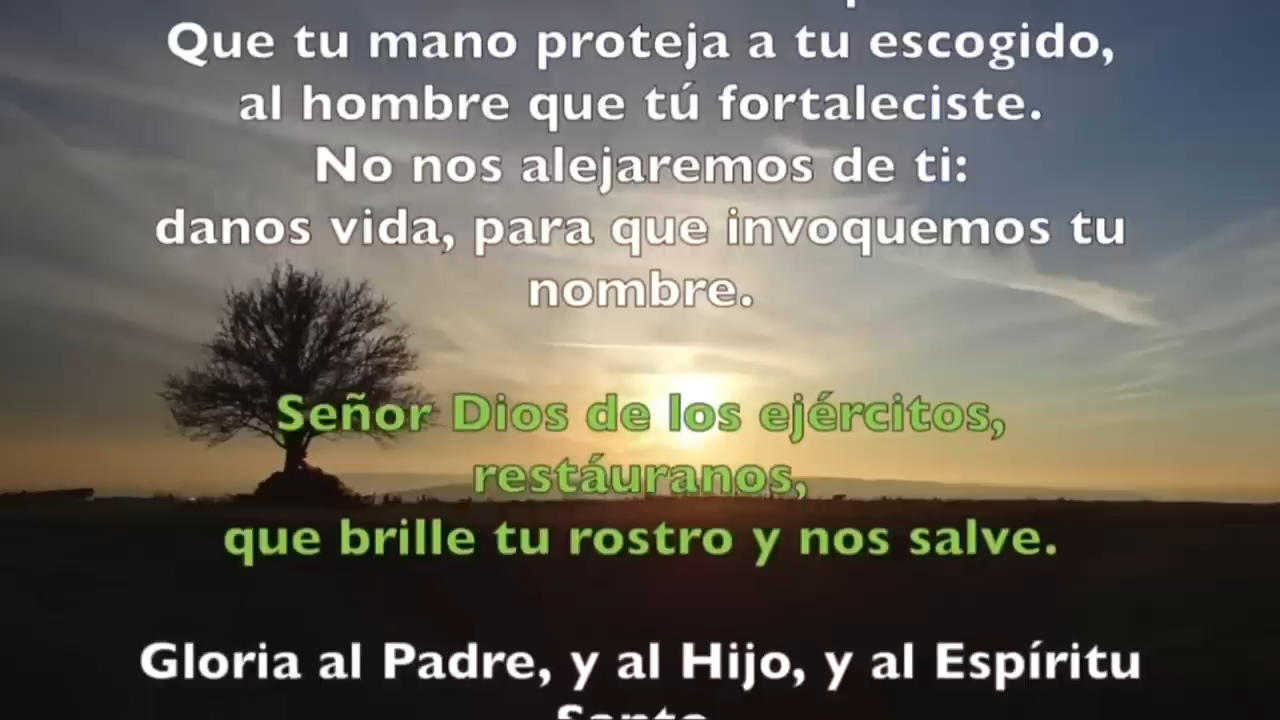 Que tu mano proteja a tu escogido,
al hombre que tú fortaleciste.
No nos alejaremos de ti:
danos vida, para que invoquemos tu
nombre.
Señor Dios de los ejércitos,
restáuranos,
que brille tu rostro y nos salve.
Gloria al Padre, y al Hijo, y al Espíritu
Santo.